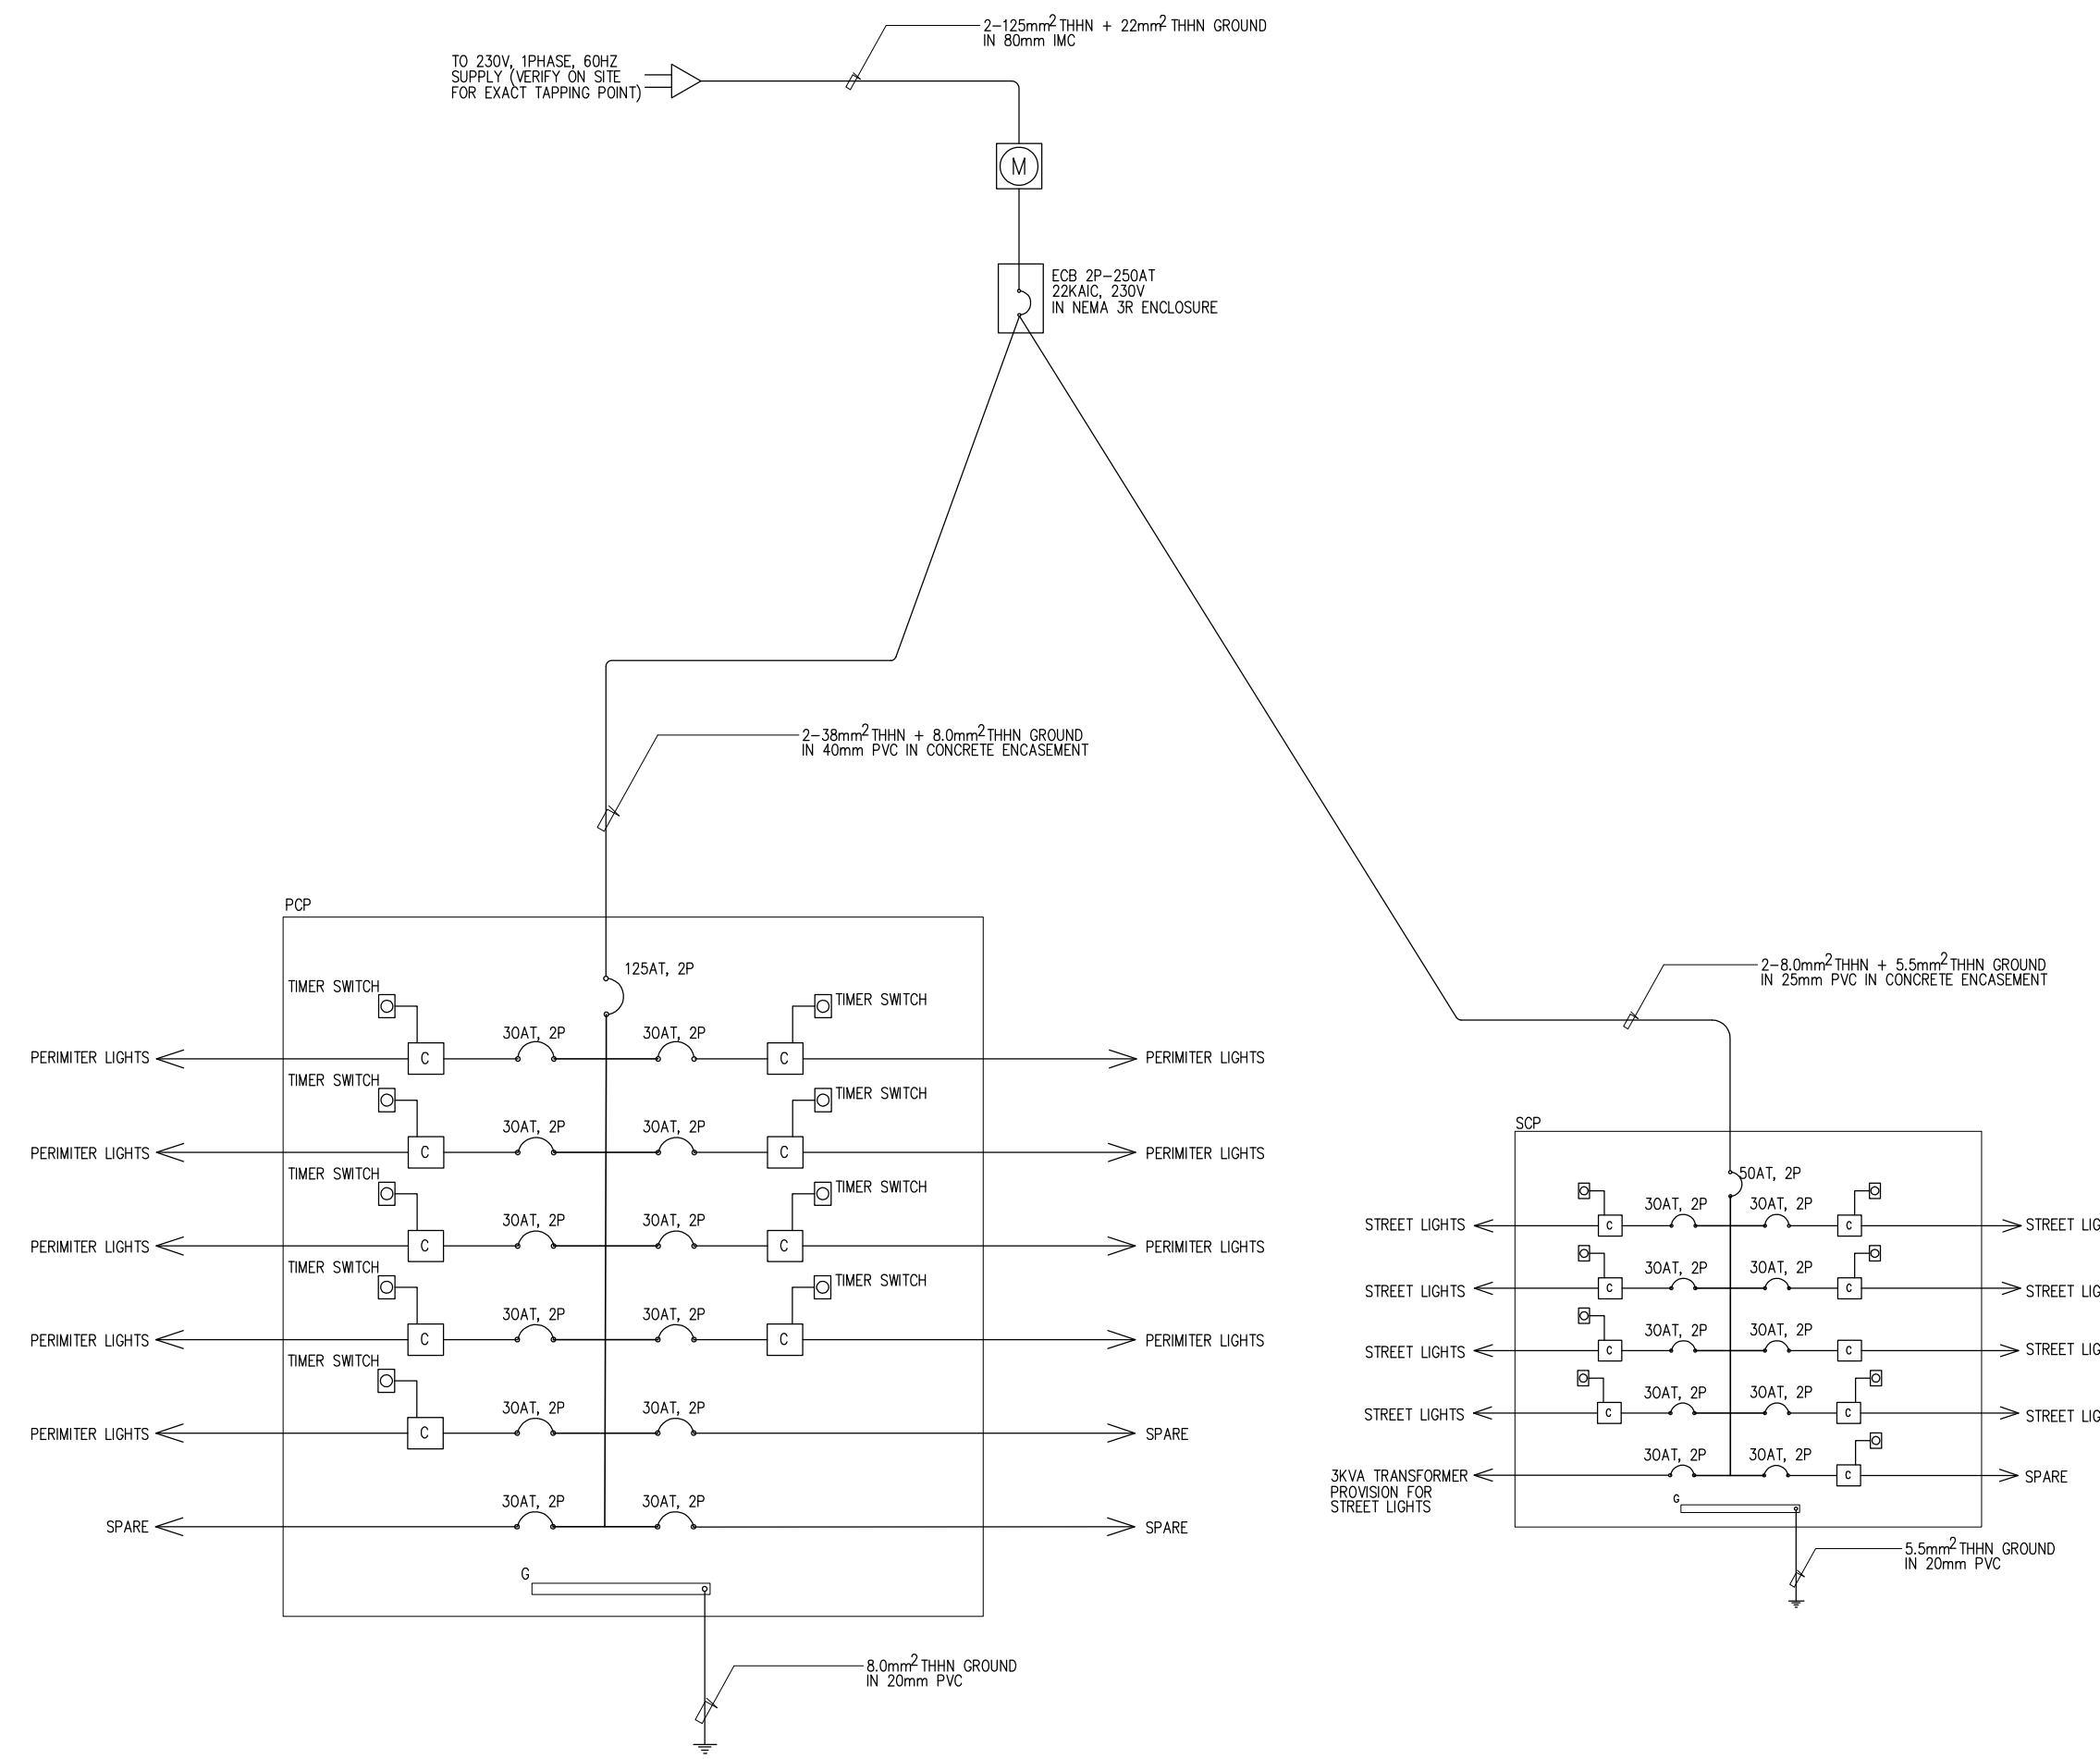 2-125mm2 THHN + 22mm2 THHN GROUND
IN 80mm IMC
TO 230V, 1PHASE, 60HZ
SUPPLY (VERIFY ON SITE
FOR EXACT TAPPING POINT)
M
ECB 2P-250AT
22KAIC, 230V
IN NEMA 3R ENCLOSURE
2-38mm2 THHN + 8.0mm2 THHN GROUND
IN 40mm PVC IN CONCRETE ENCASEMENT
PCP
125AT, 2P
TIMER SWITCH
TIMER SWITCH
30AT, 2P
30AT, 2P
PERIMITER LIGHTS
C
C
PERIMITER LIGHTS
TIMER SWITCH
TIMER SWITCH
30AT, 2P
30AT, 2P
PERIMITER LIGHTS
C
C
PERIMITER LIGHTS
TIMER SWITCH
TIMER SWITCH
30AT, 2P
30AT, 2P
PERIMITER LIGHTS
C
C
PERIMITER LIGHTS
TIMER SWITCH
TIMER SWITCH
30AT, 2P
30AT, 2P
PERIMITER LIGHTS
C
C
PERIMITER LIGHTS
TIMER SWITCH
30AT, 2P
30AT, 2P
PERIMITER LIGHTS
C
SPARE
30AT, 2P
30AT, 2P
SPARE
SPARE
G
8.0mm2 THHN GROUND
IN 20mm PVC
2-8.0mm2 THHN + 5.5mm2 THHN GROUND
IN 25mm PVC IN CONCRETE ENCASEMENT
SCP
50AT, 2P
30AT, 2P
30AT, 2P
STREET LIGHTS
C
C
STREET LIG
30AT, 2P
30AT, 2P
STREET LIGHTS
C
C
STREET LIG
30AT, 2P
30AT, 2P
STREET LIGHTS
C
C
STREET LIG
30AT, 2P
30AT, 2P
STREET LIGHTS
C
C
STREET LIG
30AT, 2P
30AT, 2P
3KVA TRANSFORMER
PROVISION FOR
STREET LIGHTS
C
SPARE
G
5.5mm2 THHN GROUND
IN 20mm PVC